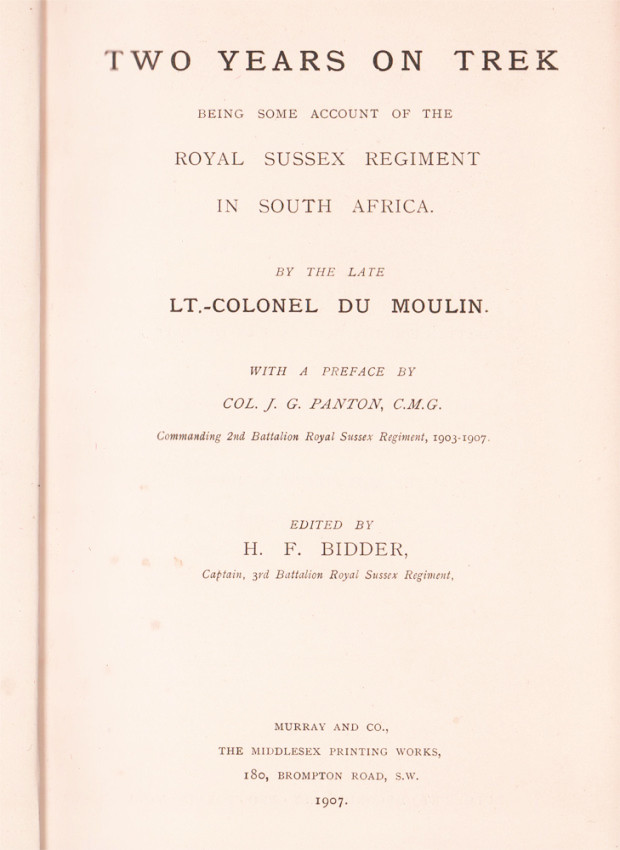 TWO YEARS ON TREK
BEING SOME ACCOUNT OF THE
ROYAL SUSSEX REGIMENT
IN SOUTH AFRICA.
BY THE LATE
LT.-COLONEL DU MOULIN.
WITH A PREFACE BY
COL. J. G. PANTON, C.M.G.
Commanding 2nd Battalion Royal Sussex Regiment, 1903-1907.
EDITED BY
H. F. BIDDER,
Captain, 3rd Battalion Royal Sussex Regiment,
MURRAY AND CO.,
THE MIDDLESEX PRINTING WORKS,
180, BROMPTON ROAD, S.W.
1907.